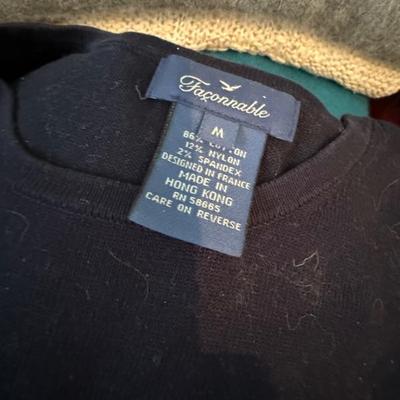 Façonnable
M
86% COTTON
12% NYLON
2% SPANDEX
DESIGNED IN FRANCE
MADE IN
HONG KONG
RN 58665
CARE ON REVERSE